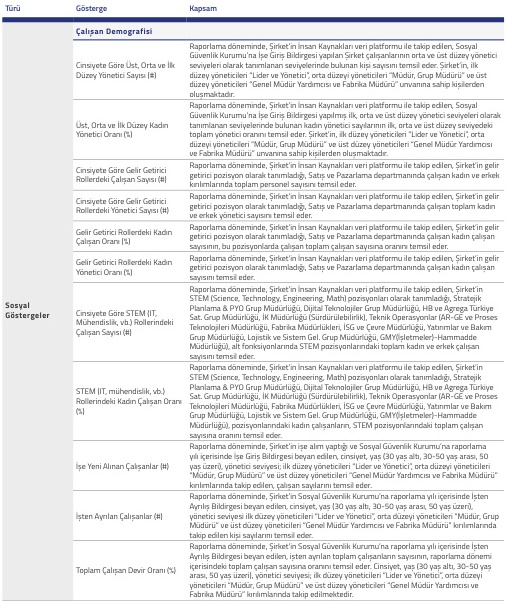 Türü Gösterge Kapsam
Çalışan Demografisi
Sosyal
Göstergeler
Cinsiyete Göre Üst, Orta ve İlk
Düzey Yönetici Sayısı (#)
Raporlama döneminde, Şirket'in İnsan Kaynakları veri platformu ile takip edilen, Sosyal
Güvenlik Kurumu'na İşe Giriş Bildirgesi yapılan Şirket çalışanlarının orta ve üst düzey yönetici
seviyeleri olarak tanımlanan seviyelerinde bulunan kişi sayısını temsil eder. Şirket'in, ilk
düzey yöneticileri "Lider ve Yönetici", orta düzeyi yöneticileri "Müdür, Grup Müdürü" ve üst
düzey yöneticileri "Genel Müdür Yardımcısı ve Fabrika Müdürü" unvanına sahip kişilerden
oluşmaktadır.
Üst, Orta ve İlk Düzey Kadın
Yönetici Oranı (%)
Raporlama döneminde, Şirket'in İnsan Kaynakları veri platformu ile takip edilen, Sosyal
Güvenlik Kurumu'na İşe Giriş Bildirgesi yapılmış ilk, orta ve üst düzey yönetici seviyeleri olarak
tanımlanan seviyelerinde bulunan kadın yönetici sayılarının ilk, orta ve üst düzey seviyedeki
toplam yönetici oranını temsil eder. Şirket'in, ilk düzey yöneticileri "Lider ve Yönetici", orta
düzeyi yöneticileri "Müdür, Grup Müdürü" ve üst düzey yöneticileri "Genel Müdür Yardımcısı
ve Fabrika Müdürü" unvanına sahip kişilerden oluşmaktadır.
Cinsiyete Göre Gelir Getirici
Rollerdeki Çalışan Sayısı (#)
Raporlama döneminde, Şirket'in İnsan Kaynakları veri platformu ile takip edilen, Şirket'in gelir
getirici pozisyon olarak tanımladığı, Satış ve Pazarlama departmanında çalışan kadın ve erkek
kırılımlarında toplam personel sayısını temsil eder.
Cinsiyete Göre Gelir Getirici
Rollerdeki Yönetici Sayısı (#)
Raporlama döneminde, Şirket'in İnsan Kaynakları veri platformu ile takip edilen, Şirket'in gelir
getirici pozisyon olarak tanımladığı, Satış ve Pazarlama departmanında çalışan toplam kadın
ve erkek yönetici sayısını temsil eder.
Gelir Getirici Rollerdeki Kadın
Çalışan Oranı (%)
Raporlama döneminde, Şirket'in İnsan Kaynakları veri platformu ile takip edilen, Şirket'in gelir
getirici pozisyon olarak tanımladığı, Satış ve Pazarlama departmanında çalışan kadın çalışan
sayısının, bu pozisyonlarda çalışan toplam çalışan sayısına oranını temsil eder.
Gelir Getirici Rollerdeki Kadın
Yönetici Oranı (%)
Raporlama döneminde, Şirket'in İnsan Kaynakları veri platformu ile takip edilen, Şirket'in gelir
getirici pozisyon olarak tanımladığı, Satış ve Pazarlama departmanında çalışan kadın çalışan
sayısını temsil eder.
Cinsiyete Göre STEM (IT,
Mühendislik, vb.) Rollerindeki
Çalışan Sayısı (#)
Raporlama döneminde, Şirket'in İnsan Kaynakları veri platformu ile takip edilen, Şirket'in
STEM (Science, Technology, Engineering, Math) pozisyonları olarak tanımladığı, Stratejik
Planlama & PYO Grup Müdürlüğü, Dijital Teknolojiler Grup Müdürlüğü, HB ve Agrega Türkiye
Sat. Grup Müdürlüğü, İK Müdürlüğü (Sürdürülebilirlik), Teknik Operasyonlar (AR-GE ve Proses
Teknolojileri Müdürlüğü, Fabrika Müdürlükleri, İSG ve Çevre Müdürlüğü, Yatırımlar ve Bakım
Grup Müdürlüğü, Lojistik ve Sistem Gel. Grup Müdürlüğü, GMY(İşletmeler)-Hammadde
Müdürlüğü), alt fonksiyonlarında STEM pozisyonlarındaki toplam kadın ve erkek çalışan
sayısını temsil eder.
STEM (IT, mühendislik, vb.)
Rollerindeki Kadın Çalışan Oranı
(%)
Raporlama döneminde, Şirket'in İnsan Kaynakları veri platformu ile takip edilen, Şirket'in
STEM (Science, Technology, Engineering, Math) pozisyonları olarak tanımladığı, Stratejik
Planlama & PYO Grup Müdürlüğü, Dijital Teknolojiler Grup Müdürlüğü, HB ve Agrega Türkiye
Sat. Grup Müdürlüğü, İK Müdürlüğü (Sürdürülebilirlik), Teknik Operasyonlar (AR-GE ve Proses
Teknolojileri Müdürlüğü, Fabrika Müdürlükleri, İSG ve Çevre Müdürlüğü, Yatırımlar ve Bakım
Grup Müdürlüğü, Lojistik ve Sistem Gel. Grup Müdürlüğü, GMY(İşletmeler)-Hammadde
Müdürlüğü), pozisyonlarındaki kadın çalışanların, STEM pozisyonlarındaki toplam çalışan
sayısına oranını temsil eder.
İşe Yeni Alınan Çalışanlar (#)
Raporlama döneminde, Şirket'in işe alım yaptığı ve Sosyal Güvenlik Kurumu'na raporlama
yılı içerisinde İşe Giriş Bildirgesi beyan edilen, cinsiyet, yaş (30 yaş altı, 30-50 yaş arası, 50
yaş üzeri), yönetici seviyesi; ilk düzey yöneticileri "Lider ve Yönetici", orta düzeyi yöneticileri
"Müdür, Grup Müdürü" ve üst düzey yöneticileri "Genel Müdür Yardımcısı ve Fabrika Müdürü"
kırılımlarında takip edilen, çalışan sayılarını temsil eder.
İşten Ayrılan Çalışanlar (#)
Raporlama döneminde, Şirket'in Sosyal Güvenlik Kurumu'na raporlama yılı içerisinde İşten
Ayrılış Bildirgesi beyan edilen, cinsiyet, yaş (30 yaş altı, 30-50 yaş arası, 50 yaş üzeri),
yönetici seviyesi ilk düzey yöneticileri "Lider ve Yönetici", orta düzeyi yöneticileri "Müdür, Grup
Müdürü" ve üst düzey yöneticileri "Genel Müdür Yardımcısı ve Fabrika Müdürü" kırılımlarında
takip edilen kişi sayılarını temsil eder.
Toplam Çalışan Devir Oranı (%)
Raporlama döneminde, Şirket'in Sosyal Güvenlik Kurumu'na raporlama yılı içerisinde İşten
Ayrılış Bildirgesi beyan edilen, işten ayrılan toplam çalışanların sayısının, raporlama dönemi
içerisindeki toplam çalışan sayısına oranını temsil eder. Cinsiyet, yaş (30 yaş altı, 30-50 yaş
arası, 50 yaş üzeri), yönetici seviyesi; ilk düzey yöneticileri "Lider ve Yönetici", orta düzeyi
yöneticileri "Müdür, Grup Müdürü" ve üst düzey yöneticileri "Genel Müdür Yardımcısı ve
Fabrika Müdürü" kırılımlarında takip edilmektedir.